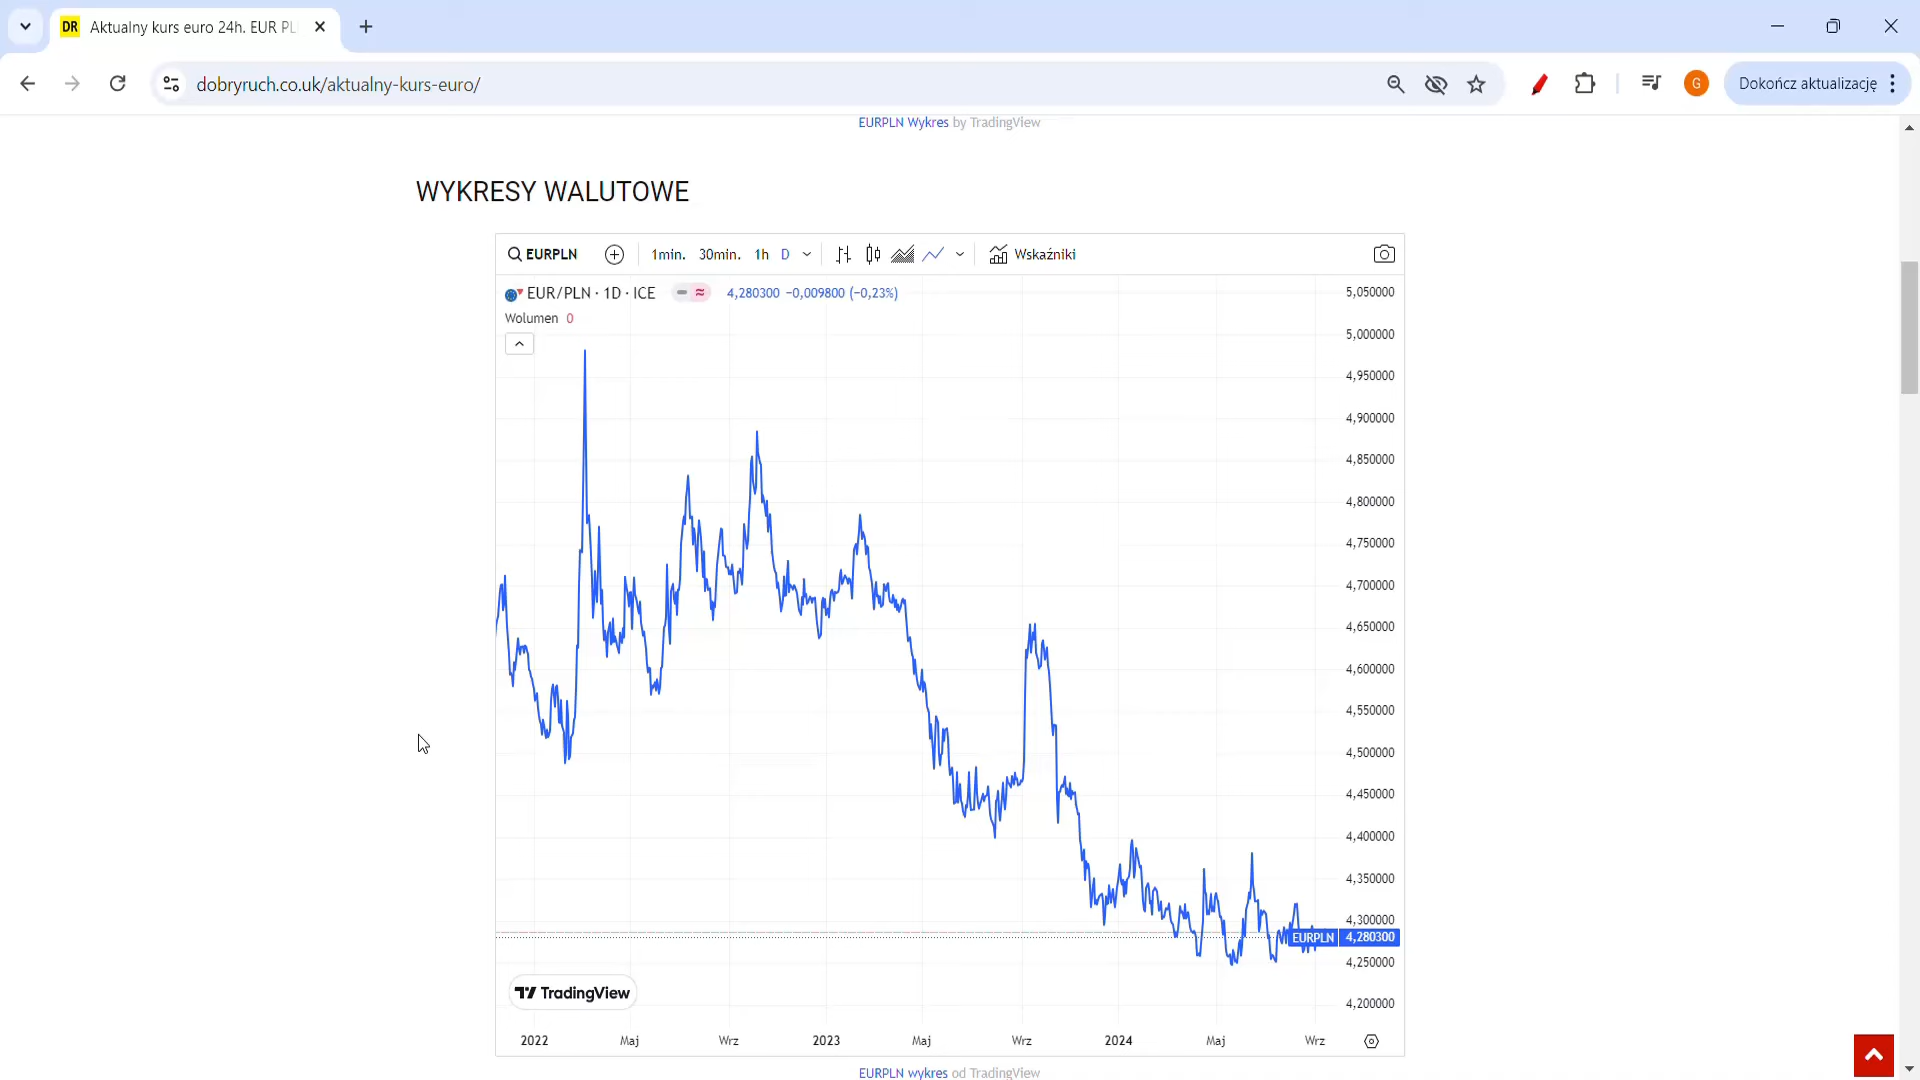 DR Aktualny kurs euro 24h. EUR PL
dobryruch.co.uk/aktualny-kurs-euro/
G
Dokończ aktualizację
EURPLN Wykres by TradingView
WYKRESY WALUTOWE
EURPLN 1min. 30min. 1h D Wskaźniki
EUR/PLN · 1D · ICE 4,280300 −0,009800 (−0,23%)
Wolumen 0
5,050000
5,000000
4,950000
4,900000
4,850000
4,800000
4,750000
4,700000
4,650000
4,600000
4,550000
4,500000
4,450000
4,400000
4,350000
4,300000
EURPLN 4,280300
4,250000
4,200000
TradingView
2022 Maj Wrz 2023 Maj Wrz 2024 Maj Wrz
EURPLN wykres od TradingView